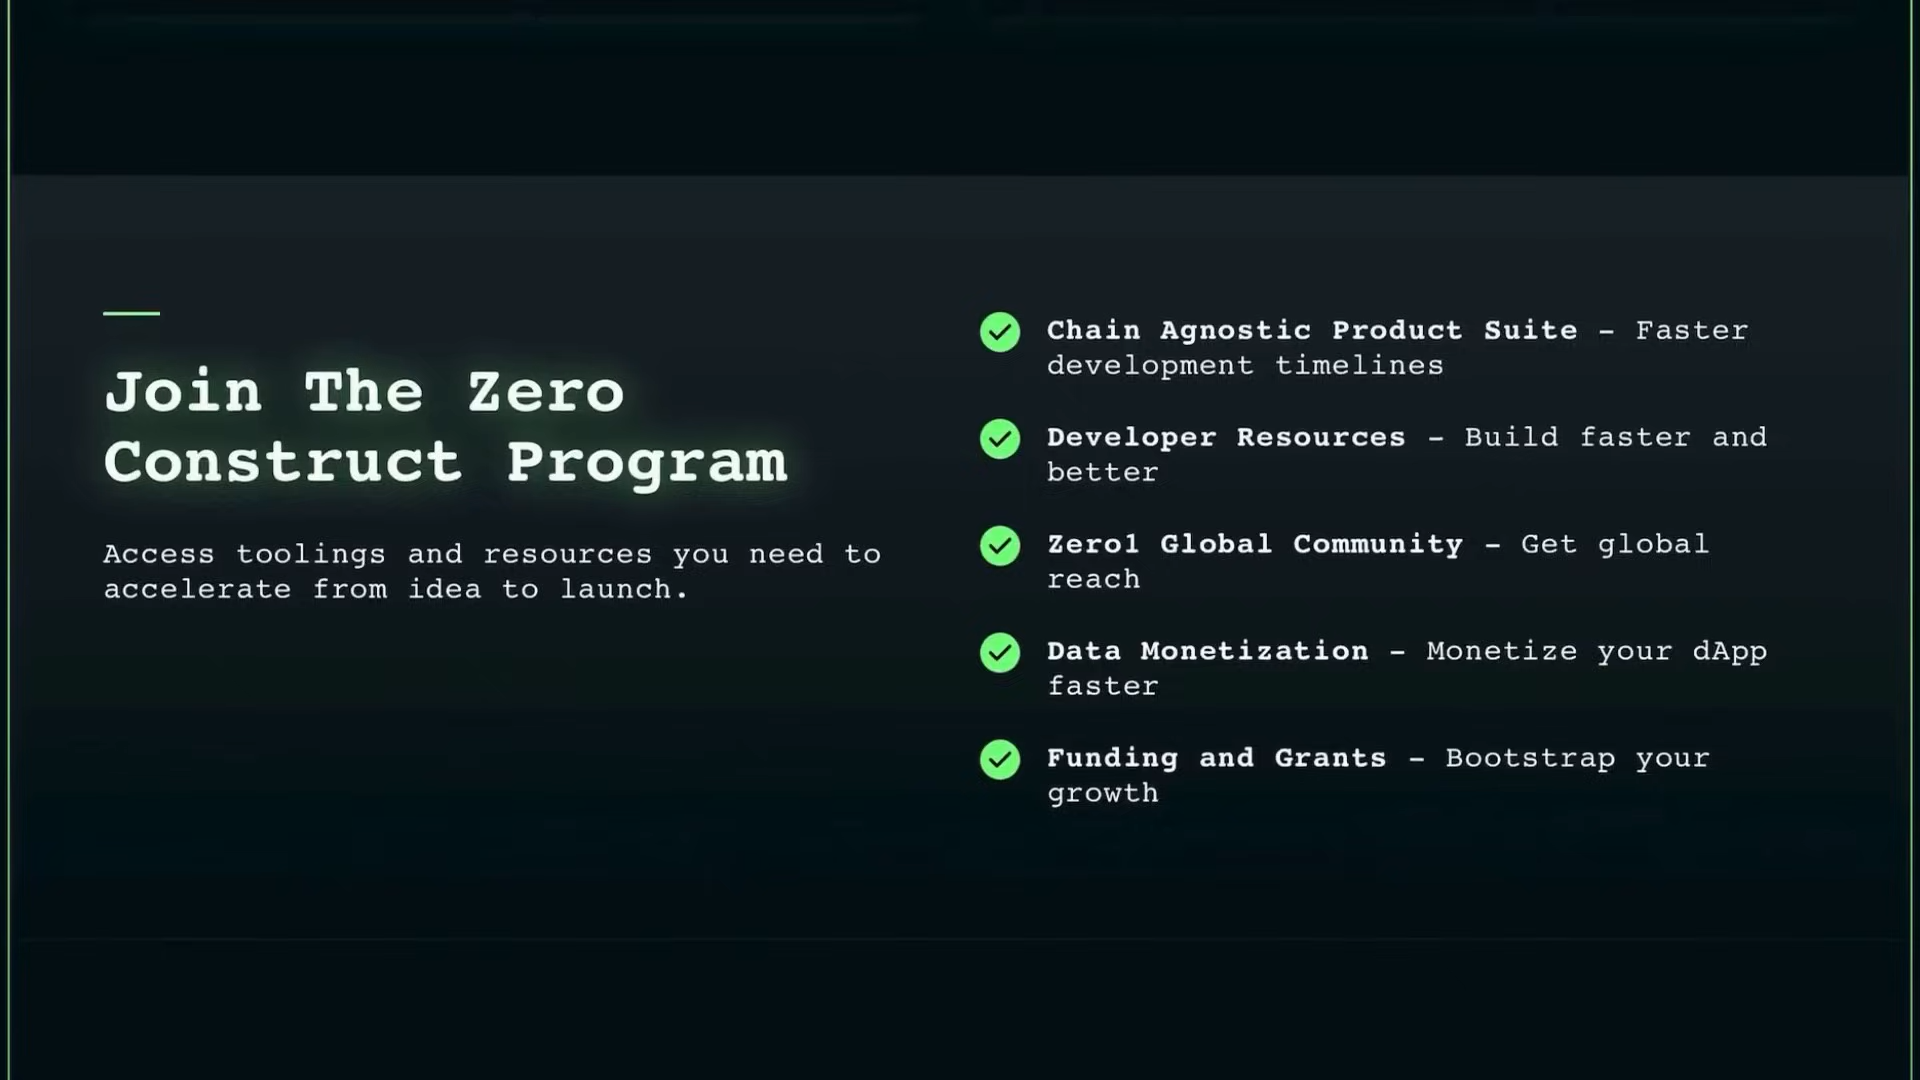 Join The Zero
Construct Program
Access toolings and resources you need to
accelerate from idea to launch.
Chain Agnostic Product Suite – Faster
development timelines
Developer Resources – Build faster and
better
Zero1 Global Community – Get global
reach
Data Monetization – Monetize your dApp
faster
Funding and Grants – Bootstrap your
growth